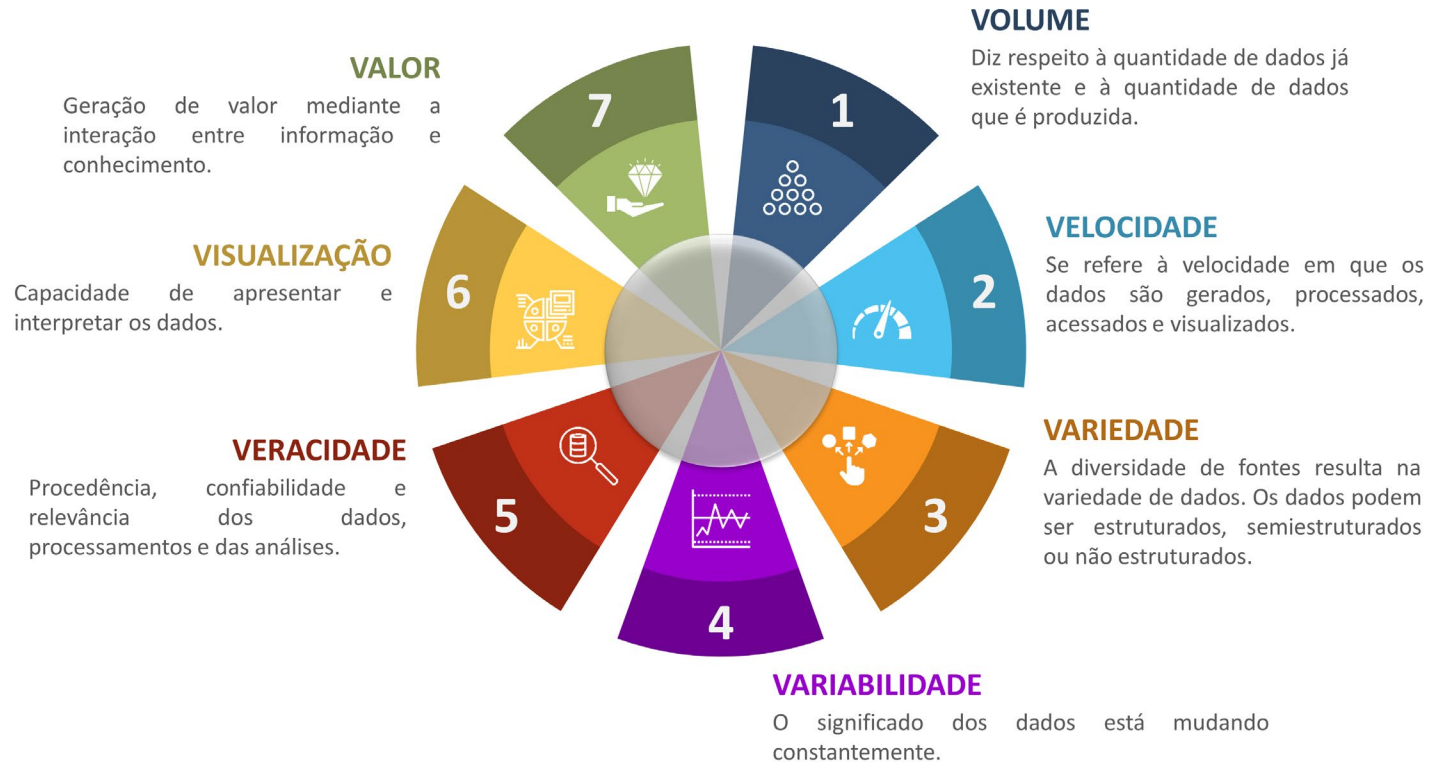 VOLUME
Diz respeito à quantidade de dados já
existente e à quantidade de dados
que é produzida.
1
VELOCIDADE
Se refere à velocidade em que os
dados são gerados, processados,
acessados e visualizados.
2
VARIEDADE
A diversidade de fontes resulta na
variedade de dados. Os dados podem
ser estruturados, semiestruturados
ou não estruturados.
3
VARIABILIDADE
O significado dos dados está mudando
constantemente.
4
VERACIDADE
Procedência, confiabilidade e
relevância dos dados,
processamentos e das análises.
5
VISUALIZAÇÃO
Capacidade de apresentar e
interpretar os dados.
6
VALOR
Geração de valor mediante a
interação entre informação e
conhecimento.
7